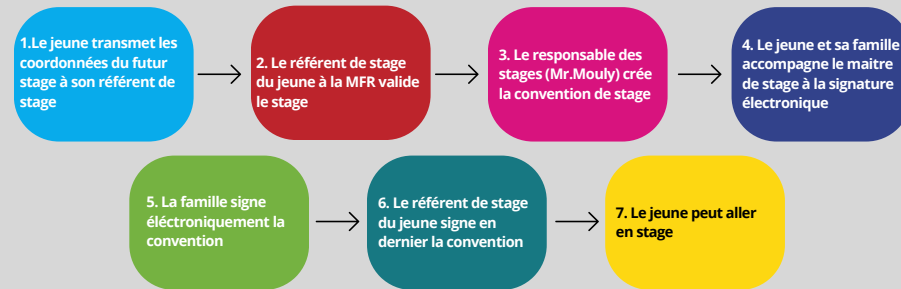 1.Le jeune transmet les
coordonnées du futur
stage à son référent de
stage
2. Le référent de stage
du jeune à la MFR valide
le stage
3. Le responsable des
stages (Mr.Mouly) crée
la convention de stage
4. Le jeune et sa famille
accompagne le maitre
de stage à la signature
électronique
5. La famille signe
éléctroniquement la
convention
6. Le référent de stage
du jeune signe en
dernier la convention
7. Le jeune peut aller
en stage